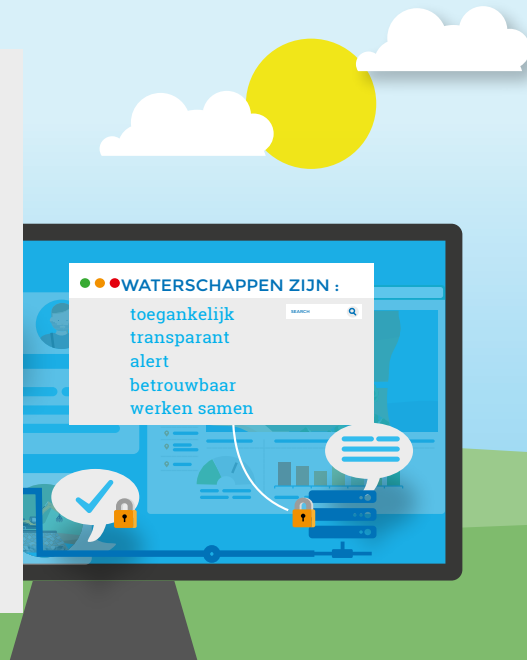 WATERSCHAPPEN ZIJN :
SEARCH
toegankelijk
transparant
alert
betrouwbaar
werken samen